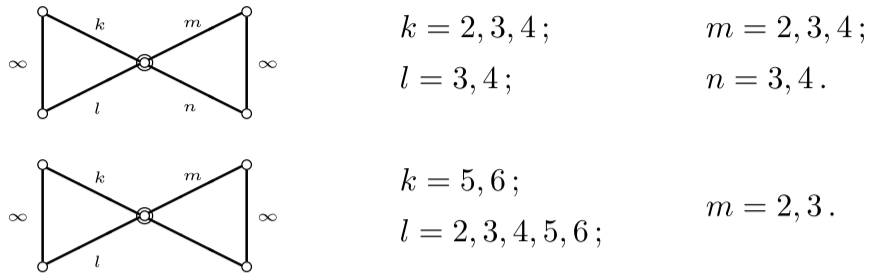 k m k = 2, 3, 4 ; m = 2, 3, 4 ;
∞ ∞
l n l = 3, 4 ; n = 3, 4 .
k m k = 5, 6 ;
∞ ∞ m = 2, 3 .
l l = 2, 3, 4, 5, 6 ;